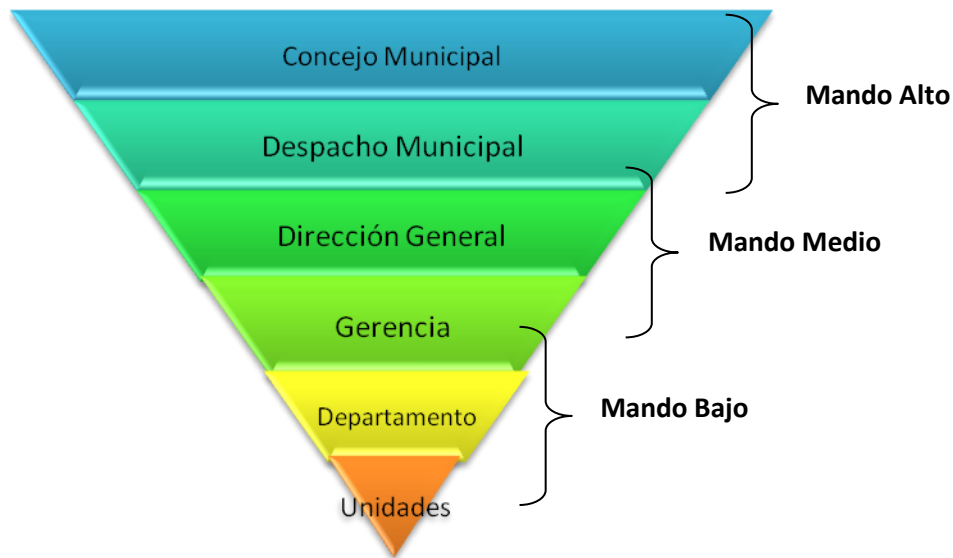 Concejo Municipal
Mando Alto
Despacho Municipal
Dirección General
Mando Medio
Gerencia
Departamento
Mando Bajo
Unidades